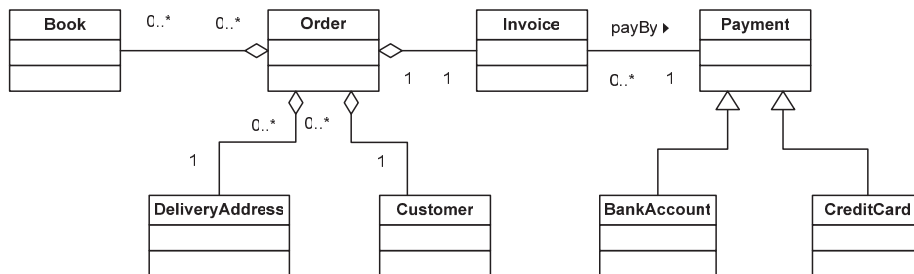 Book
0..*
0..*
Order
Invoice
payBy
Payment
1
1
0..*
1
0..*
0..*
1
1
DeliveryAddress
Customer
BankAccount
CreditCard